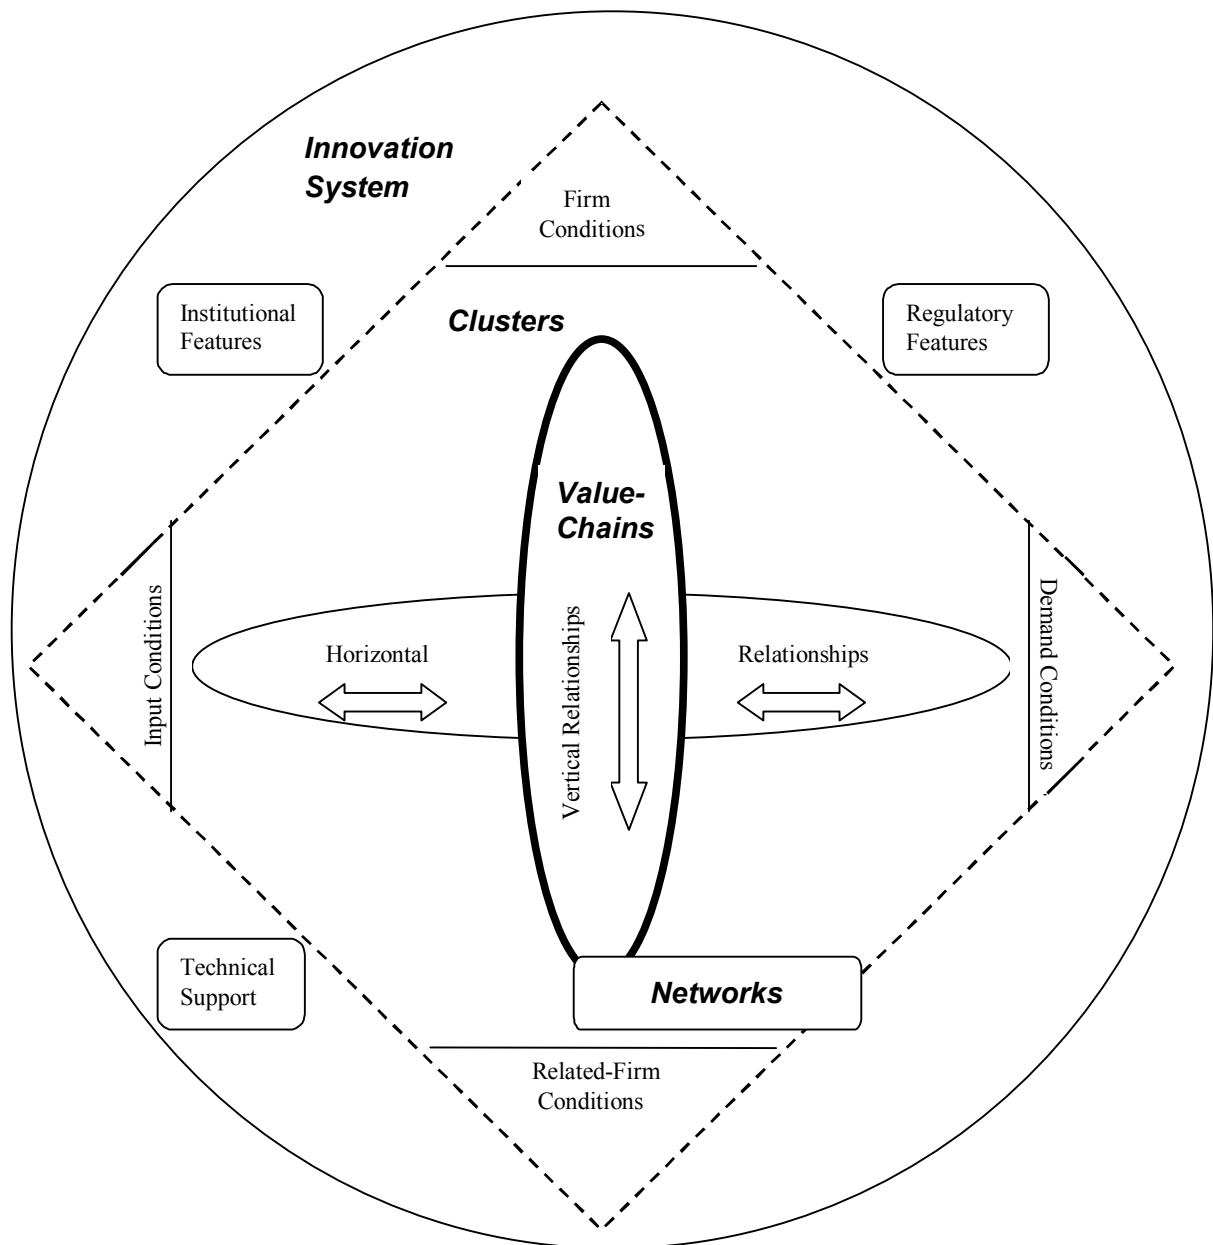 Innovation
System
Firm
Conditions
Institutional
Features
Clusters
Regulatory
Features
Value-
Chains
Input Conditions
Horizontal
Vertical Relationships
Relationships
Demand Conditions
Technical
Support
Networks
Related-Firm
Conditions